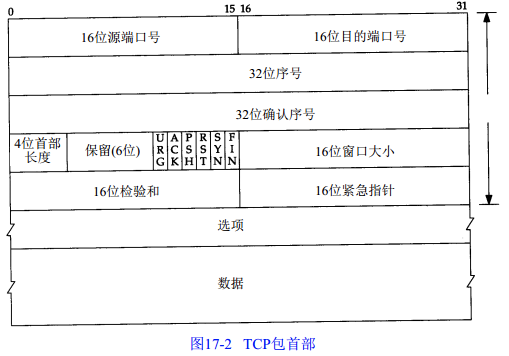 0 15 16 31
16位源端口号 16位目的端口号
32位序号
32位确认序号
4位首部长度 保留(6位) URG ACK PSH RST SYN FIN 16位窗口大小
16位检验和 16位紧急指针
选项
数据
图17-2 TCP包首部